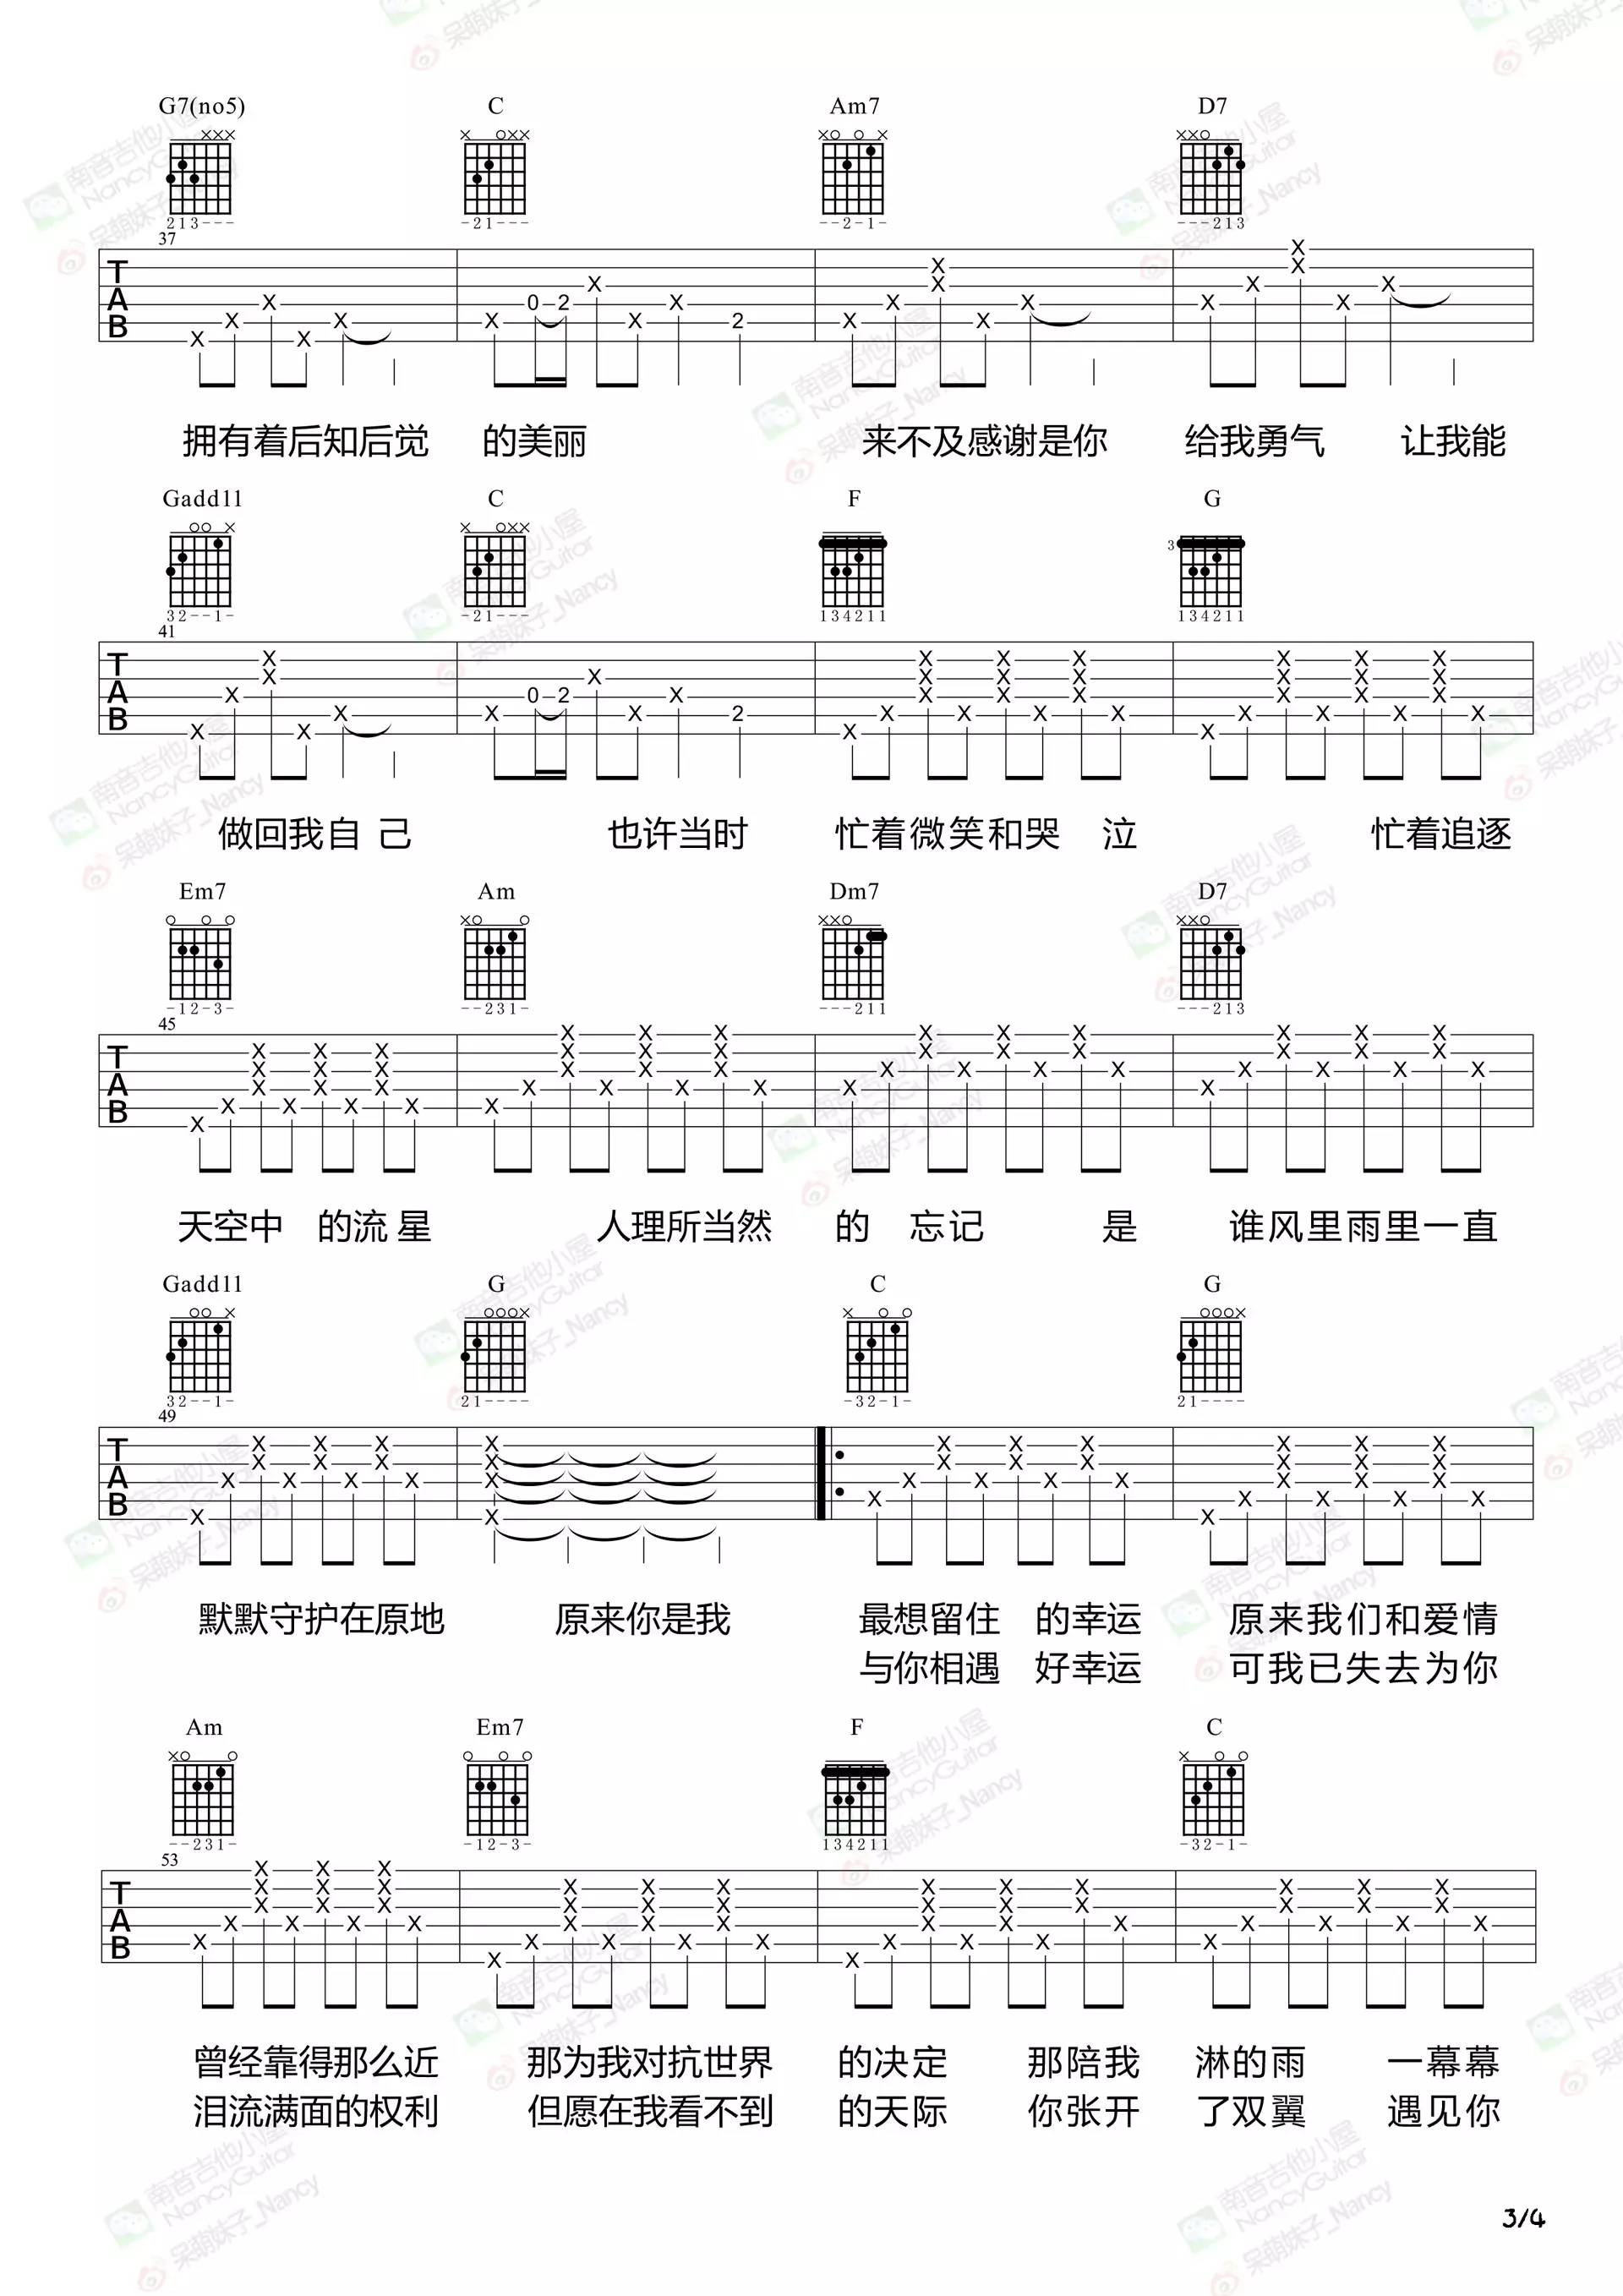 G7(no5) C Am7 D7
213--- -21--- --2-1- ---213
37
T A B
X X X X X X 0 2 X X X 2 X X X X X X X X X X X X
拥有着后知后觉 的美丽 来不及感谢是你 给我勇气 让我能
Gadd11 C F G
3
32--1- -21--- 134211 134211
41
T A B
X X X X X X X 0 2 X X X 2
做回我自己 也许当时 忙着微笑和哭泣 忙着追逐
Em7 Am Dm7 D7
-12-3- --231- ---211 ---213
45
T A B
天空中 的流星 人理所当然 的 忘记 是 谁风里雨里一直
Gadd11 G C G
32--1- 21---- -32-1- 21----
49
T A B
默默守护在原地 原来你是我 最想留住 的幸运 原来我们和爱情
与你相遇 好幸运 可我已失去为你
Am Em7 F C
--231- -12-3- 134211 -32-1-
53
T A B
曾经靠得那么近 那为我对抗世界 的决定 那陪我 淋的雨 一幕幕
泪流满面的权利 但愿在我看不到 的天际 你张开 了双翼 遇见你
南音吉他小屋
NancyGuitar
呆萌妹子_Nancy
3/4